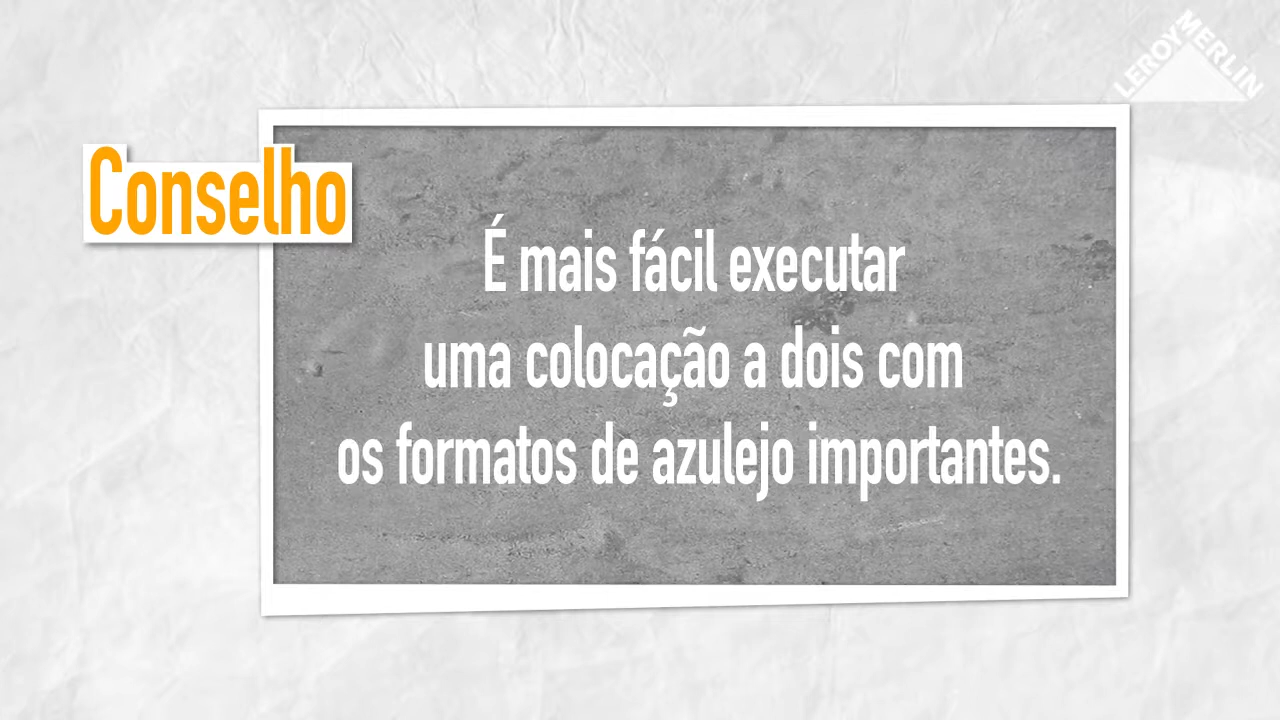 LEROY MERLIN
Conselho
É mais fácil executar
uma colocação a dois com
os formatos de azulejo importantes.